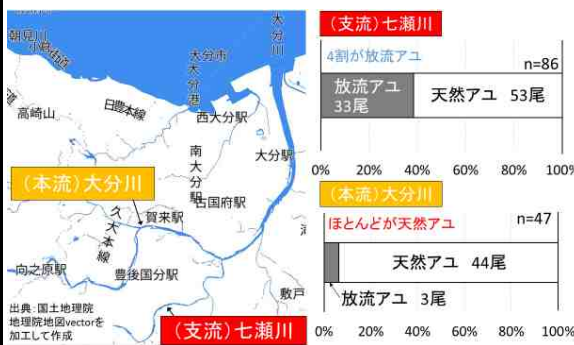 朝見川
小野街道
大分市
大分川
大分港
日豊本線
高崎山
西大分駅
大分駅
南大分駅
(本流)大分川
古国府駅
賀来駅
久大本線
向之原駅
豊後国分駅
敷戸
出典:国土地理院
地理院地図vectorを
加工して作成
(支流)七瀬川
(支流)七瀬川
4割が放流アユ
n=86
放流アユ
33尾
天然アユ 53尾
0% 20% 40% 60% 80% 100%
(本流)大分川
ほとんどが天然アユ
n=47
天然アユ 44尾
放流アユ 3尾
0% 20% 40% 60% 80% 100%